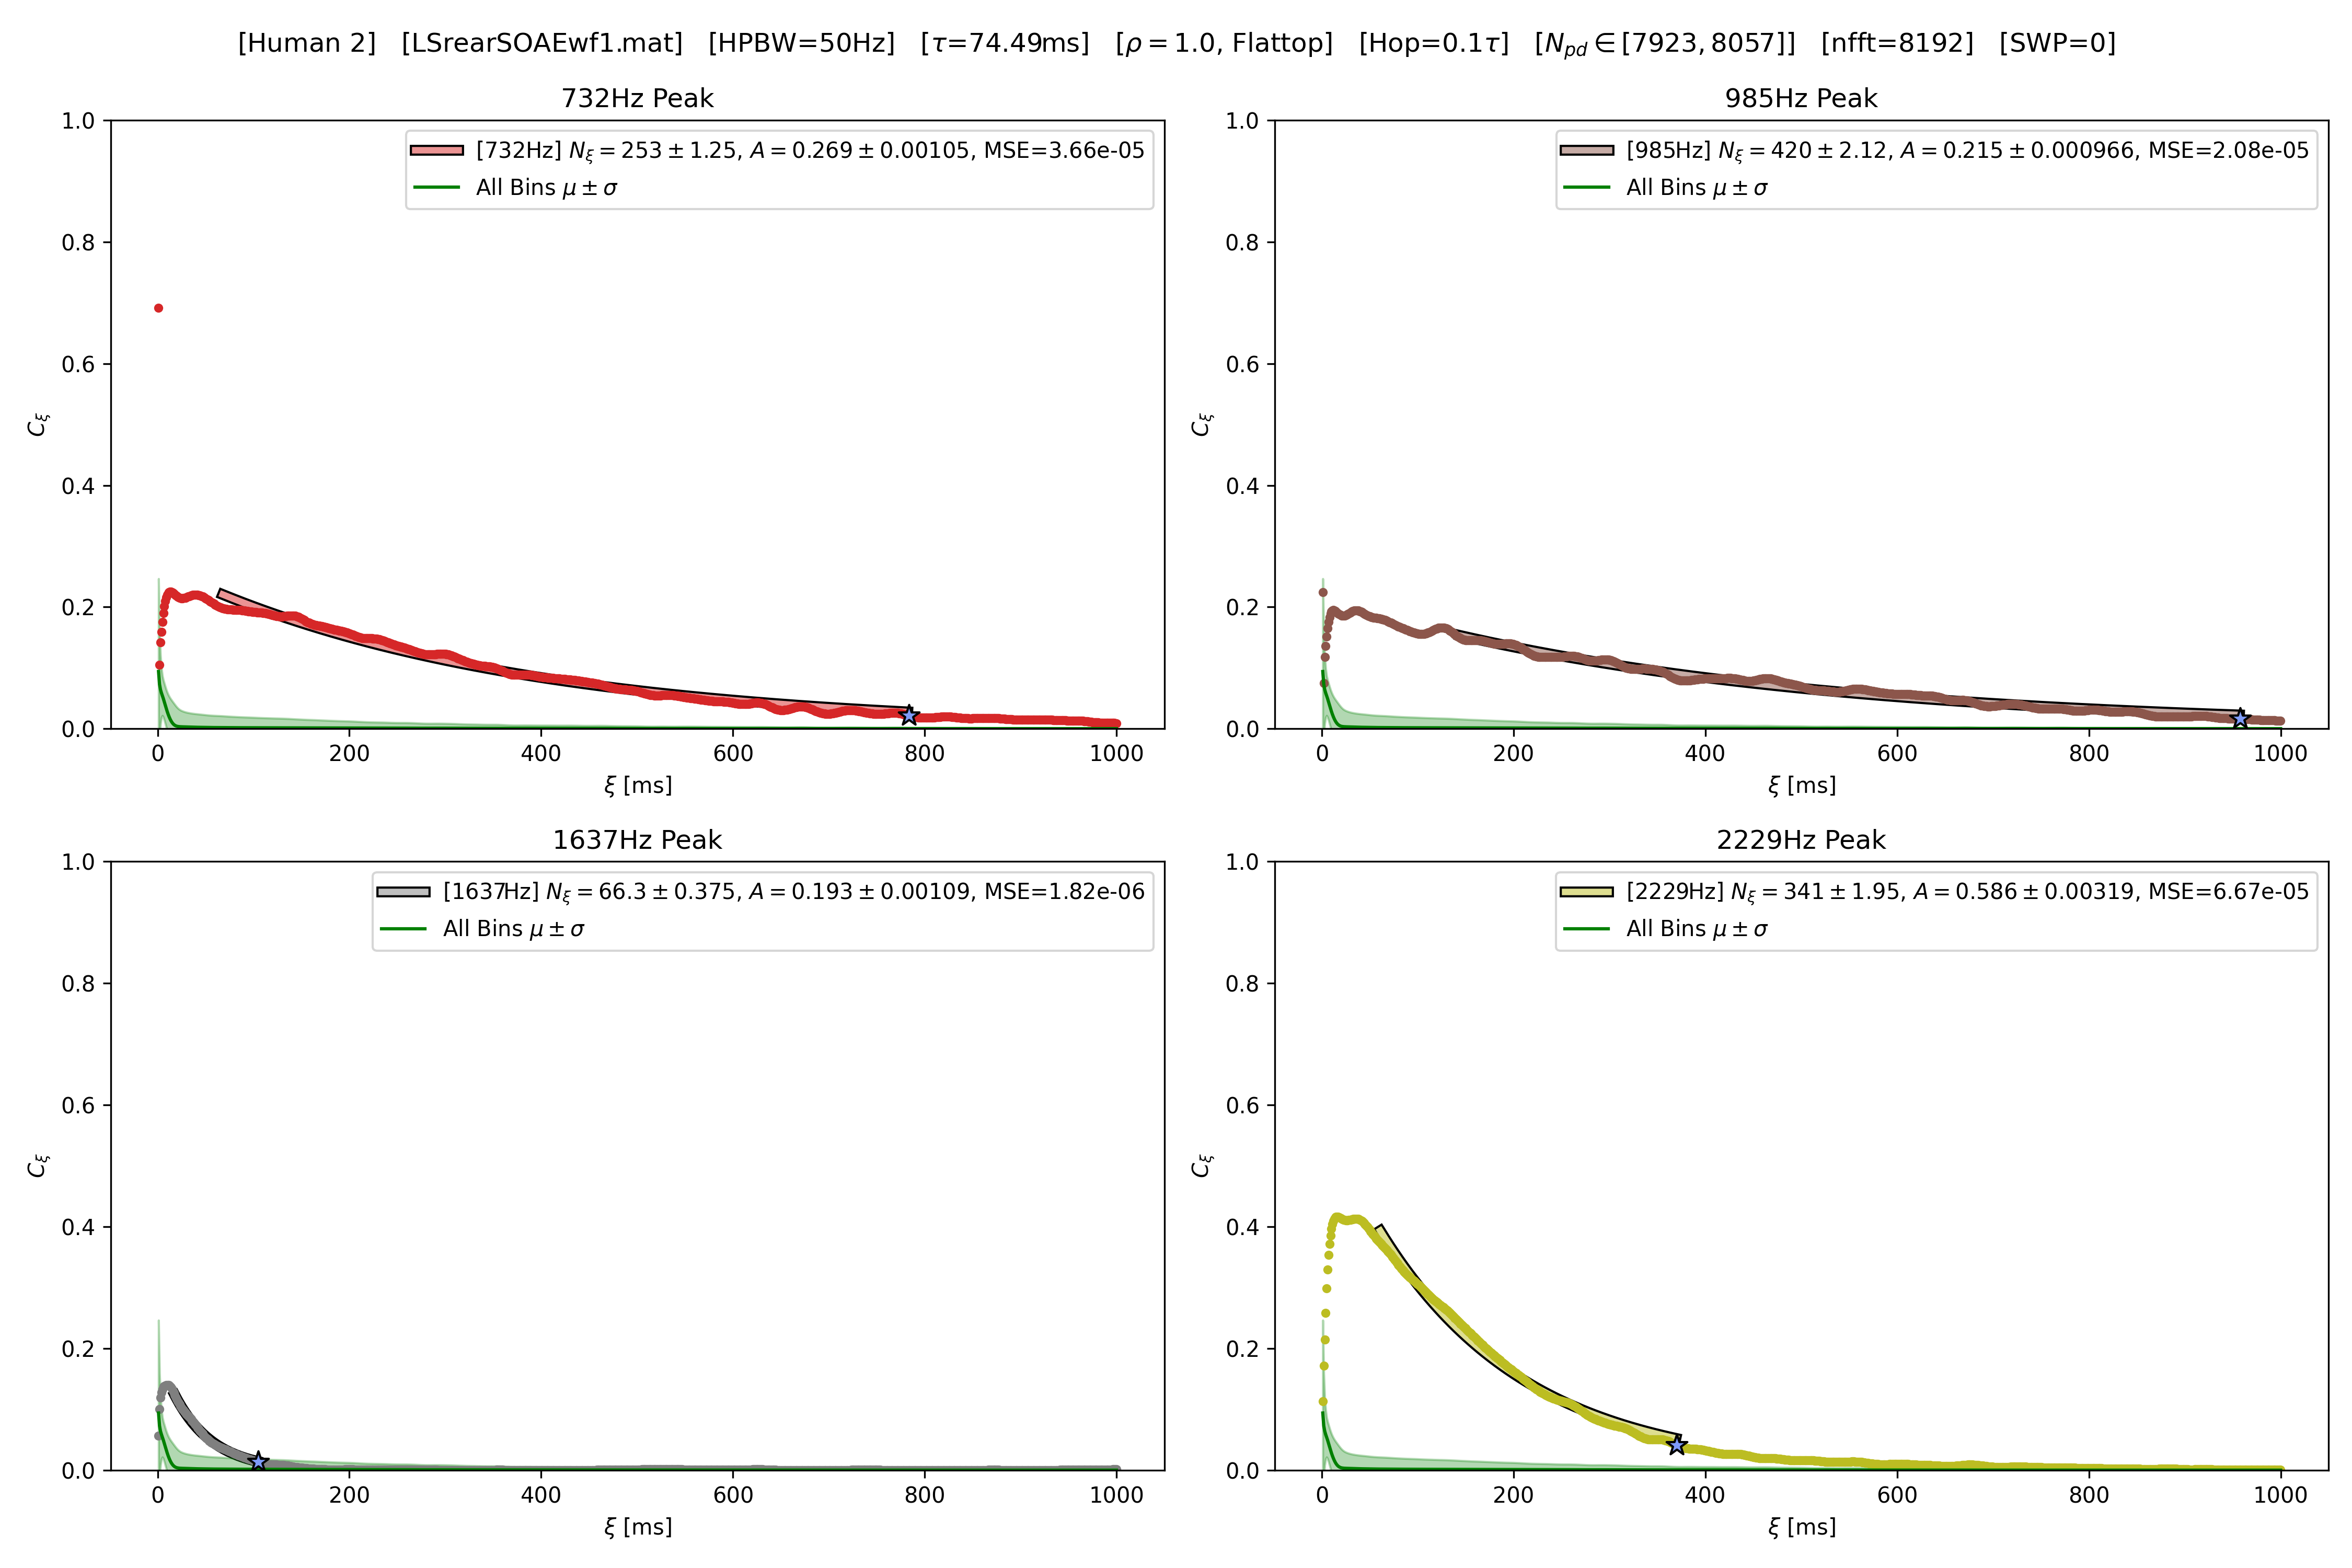 [Human 2] [LSrearSOAEwf1.mat] [HPBW=50Hz] [τ=74.49ms] [ρ = 1.0, Flattop] [Hop=0.1τ] [N_pd ∈ [7923, 8057]] [nfft=8192] [SWP=0]
732Hz Peak
[732Hz] N_ξ = 253 ± 1.25, A = 0.269 ± 0.00105, MSE=3.66e-05
All Bins μ ± σ
1.0
0.8
0.6
0.4
0.2
0.0
C_ξ
0 200 400 600 800 1000
ξ [ms]
985Hz Peak
[985Hz] N_ξ = 420 ± 2.12, A = 0.215 ± 0.000966, MSE=2.08e-05
All Bins μ ± σ
1.0
0.8
0.6
0.4
0.2
0.0
C_ξ
0 200 400 600 800 1000
ξ [ms]
1637Hz Peak
[1637Hz] N_ξ = 66.3 ± 0.375, A = 0.193 ± 0.00109, MSE=1.82e-06
All Bins μ ± σ
1.0
0.8
0.6
0.4
0.2
0.0
C_ξ
0 200 400 600 800 1000
ξ [ms]
2229Hz Peak
[2229Hz] N_ξ = 341 ± 1.95, A = 0.586 ± 0.00319, MSE=6.67e-05
All Bins μ ± σ
1.0
0.8
0.6
0.4
0.2
0.0
C_ξ
0 200 400 600 800 1000
ξ [ms]